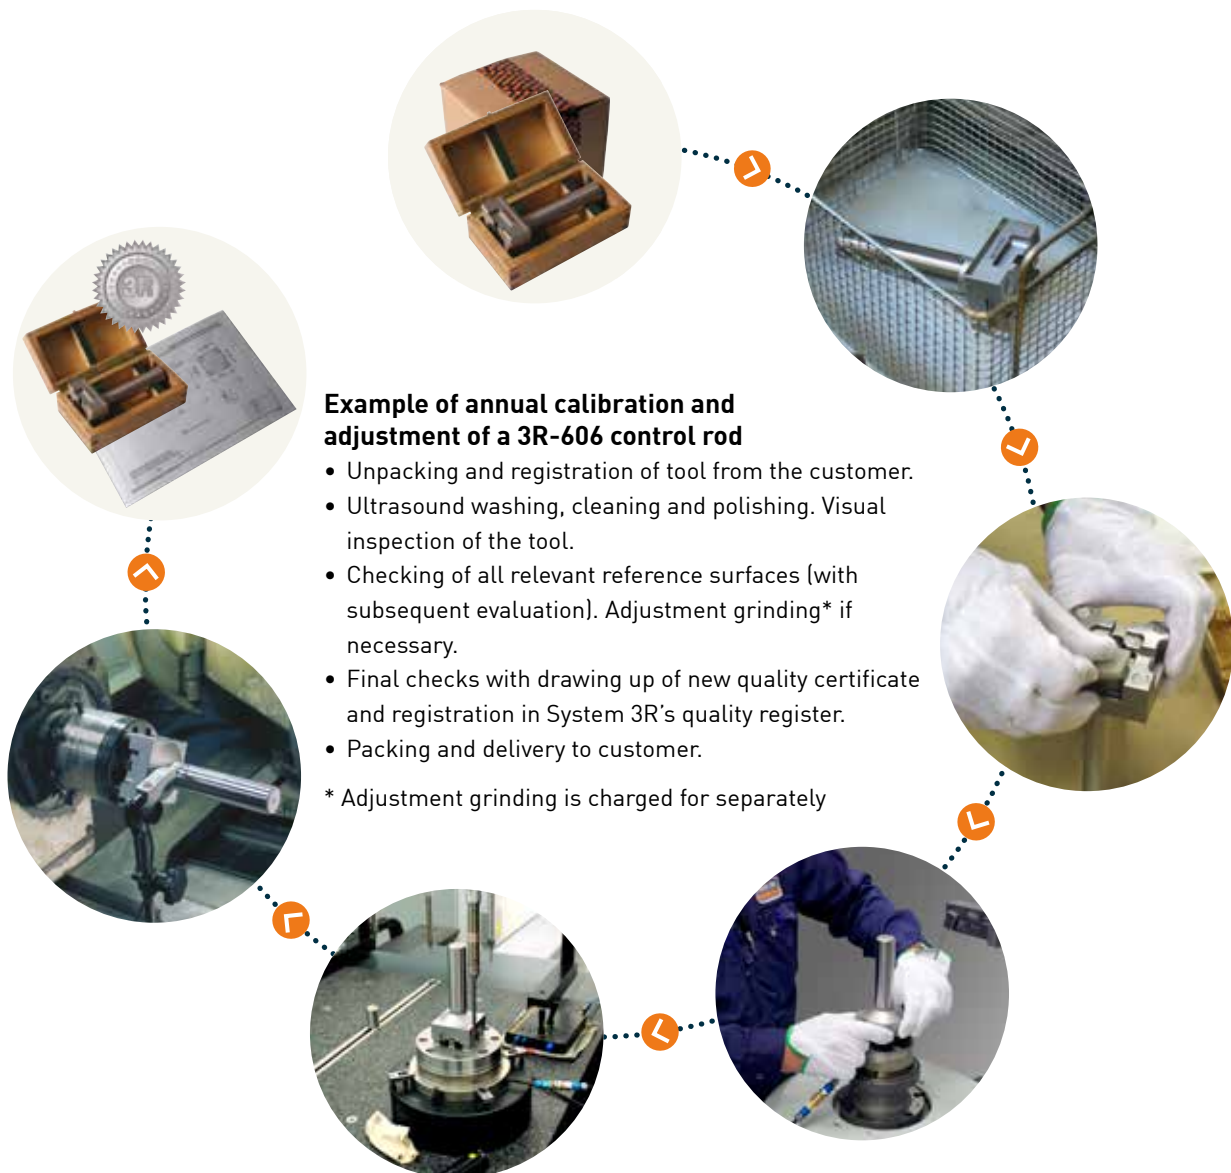 3R
Example of annual calibration and
adjustment of a 3R-606 control rod
• Unpacking and registration of tool from the customer.
• Ultrasound washing, cleaning and polishing. Visual
inspection of the tool.
• Checking of all relevant reference surfaces (with
subsequent evaluation). Adjustment grinding* if
necessary.
• Final checks with drawing up of new quality certificate
and registration in System 3R’s quality register.
• Packing and delivery to customer.
* Adjustment grinding is charged for separately